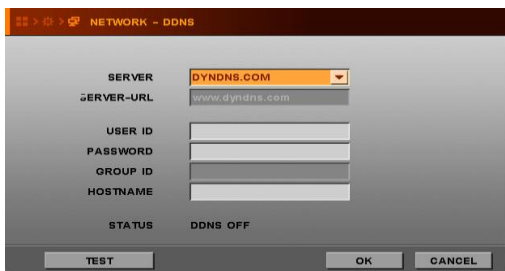 > > NETWORK - DDNS
SERVER DYNDNS.COM
SERVER-URL www.dyndns.com
USER ID
PASSWORD
GROUP ID
HOSTNAME
STATUS DDNS OFF
TEST OK CANCEL